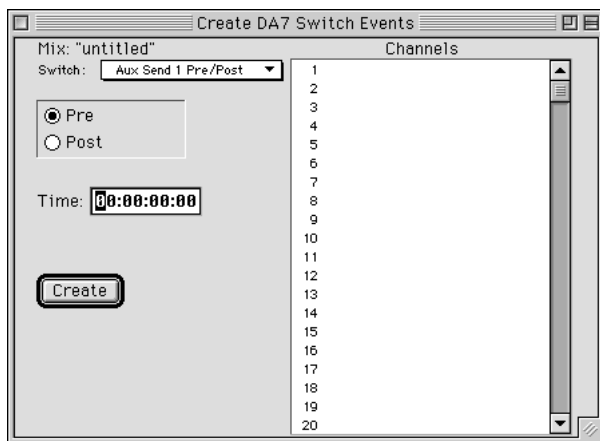 Create DA7 Switch Events
Mix: "untitled"
Switch: Aux Send 1 Pre/Post
Pre
Post
Time: 00:00:00:00
Create
Channels
1
2
3
4
5
6
7
8
9
10
11
12
13
14
15
16
17
18
19
20